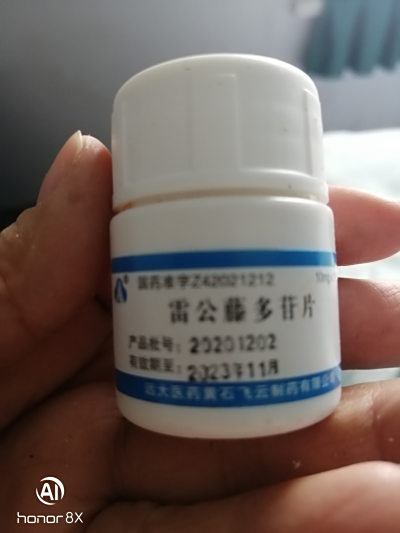 国药准字Z42021212
10mg
雷公藤多苷片
产品批号：20201202
有效期至：2023年11月
远大医药黄石飞云制药有限公
honor 8X